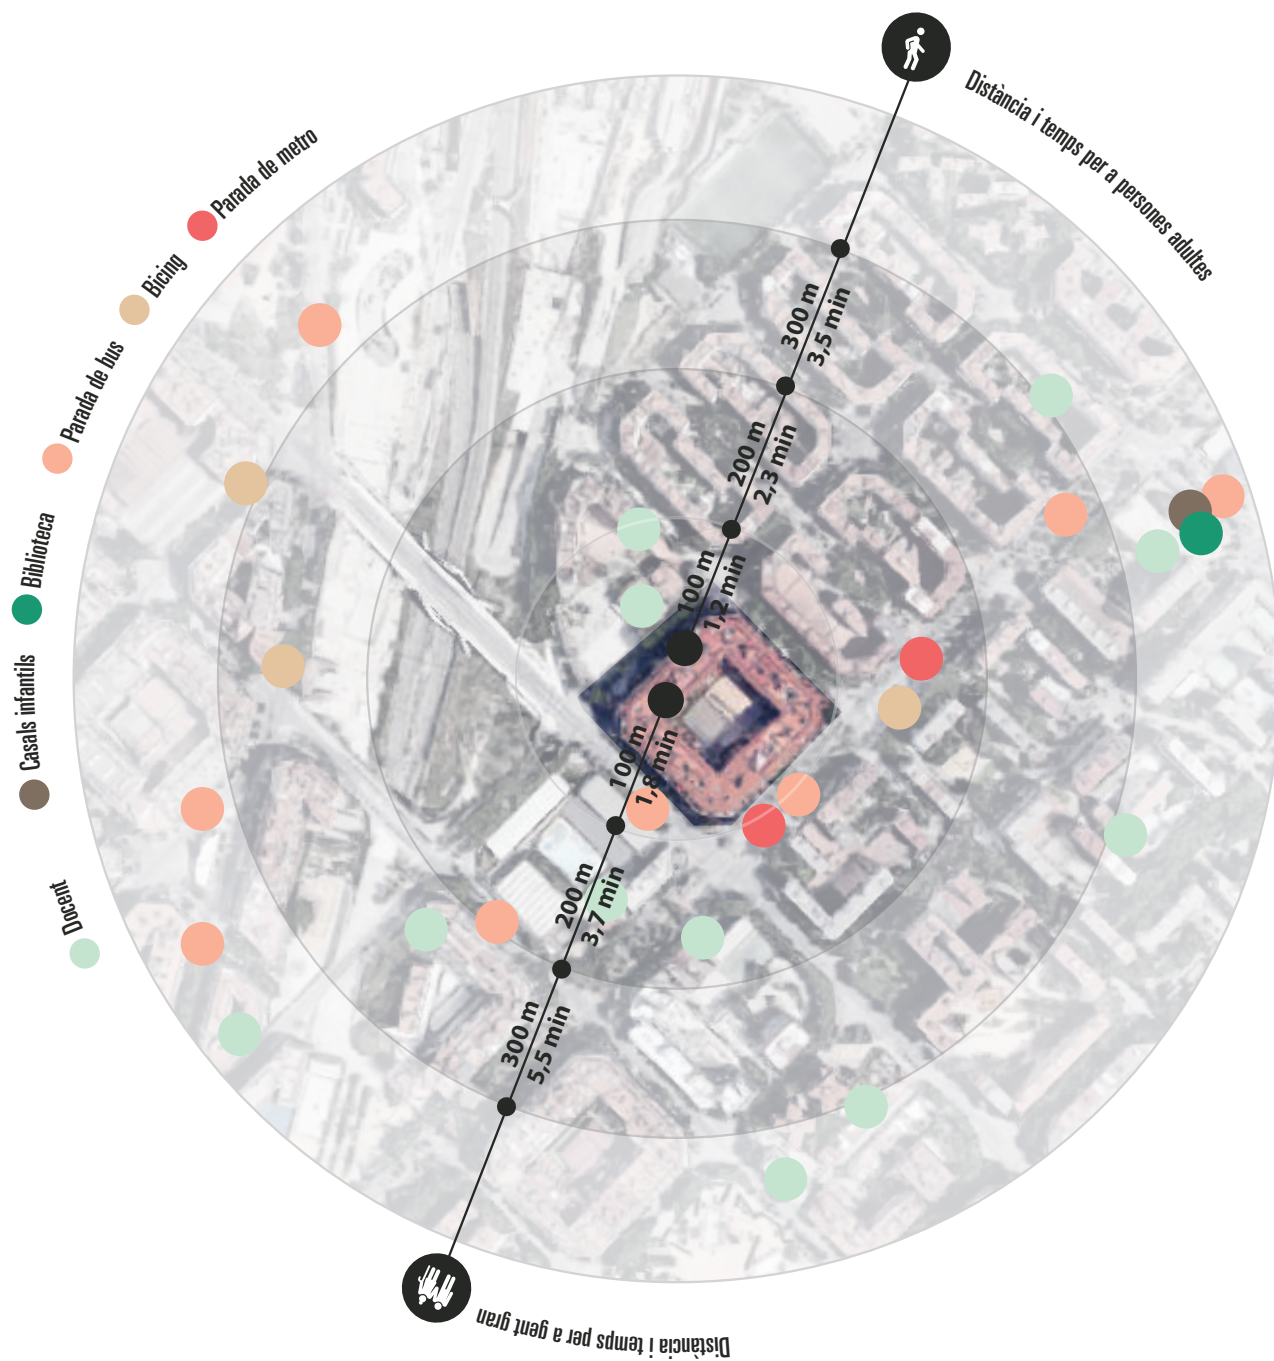 Distància i temps per a persones adultes
Parada de metro
Bicing
Parada de bus
Biblioteca
Casals infantils
Docent
300 m
3,5 min
200 m
2,3 min
100 m
1,2 min
100 m
1,8 min
200 m
3,7 min
300 m
5,5 min
Distancia i temps per a gent gran